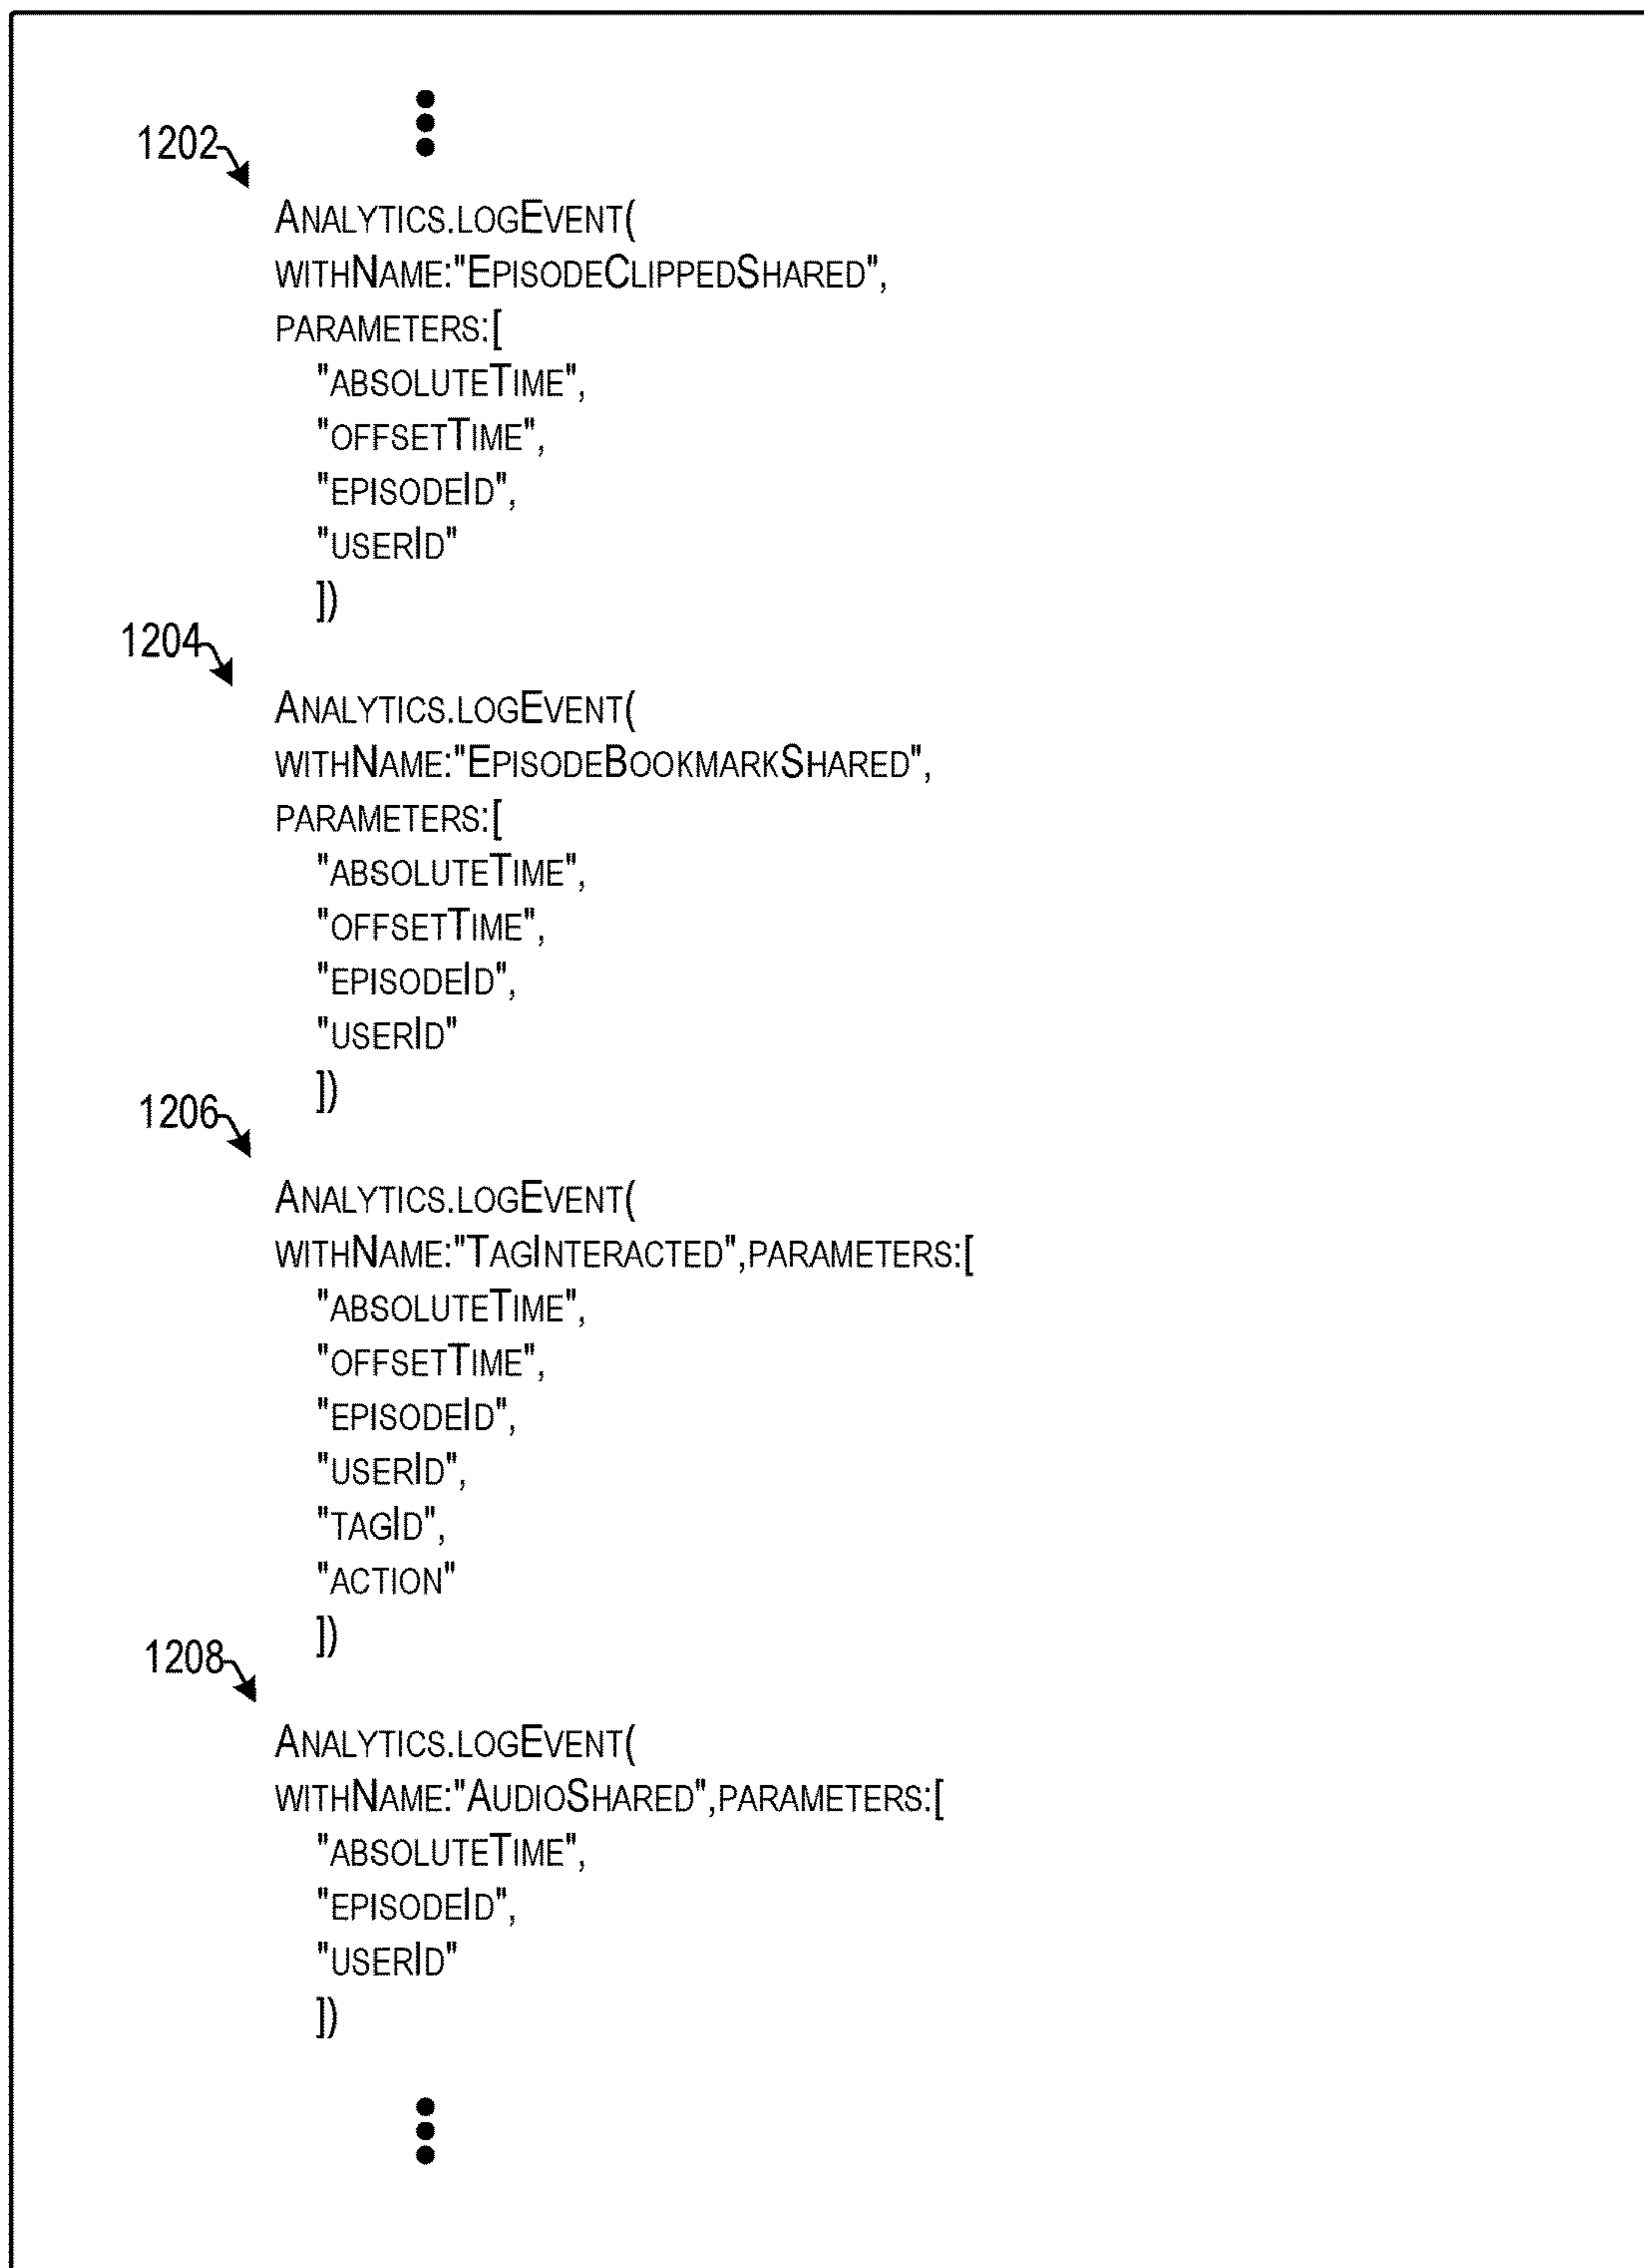 1202
Analytics.logEvent(
withName:"EpisodeClippedShared",
parameters:[
"absoluteTime",
"offsetTime",
"episodeId",
"userId"
])
1204
Analytics.logEvent(
withName:"EpisodeBookmarkShared",
parameters:[
"absoluteTime",
"offsetTime",
"episodeId",
"userId"
])
1206
Analytics.logEvent(
withName:"TagInteracted",parameters:[
"absoluteTime",
"offsetTime",
"episodeId",
"userId",
"tagId",
"action"
])
1208
Analytics.logEvent(
withName:"AudioShared",parameters:[
"absoluteTime",
"episodeId",
"userId"
])